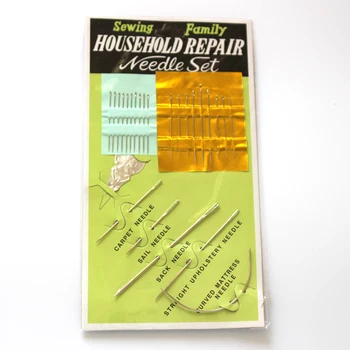 Sewing Family
HOUSEHOLD REPAIR
Needle Set
CARPET NEEDLE
SAIL NEEDLE
SACK NEEDLE
STRAIGHT UPHOLSTERY NEEDLE
CURVED MATTRESS
NEEDLE